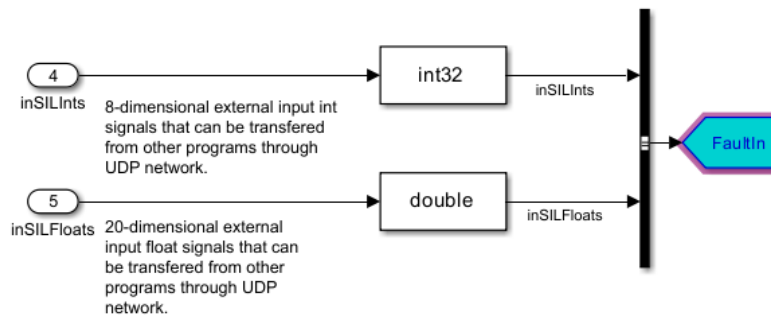 4
int32
inSILInts
inSILInts
8-dimensional external input int
signals that can be transfered
from other programs through
UDP network.
FaultIn
5
double
inSILFloats
inSILFloats
20-dimensional external
input float signals that can
be transfered from other
programs through UDP
network.